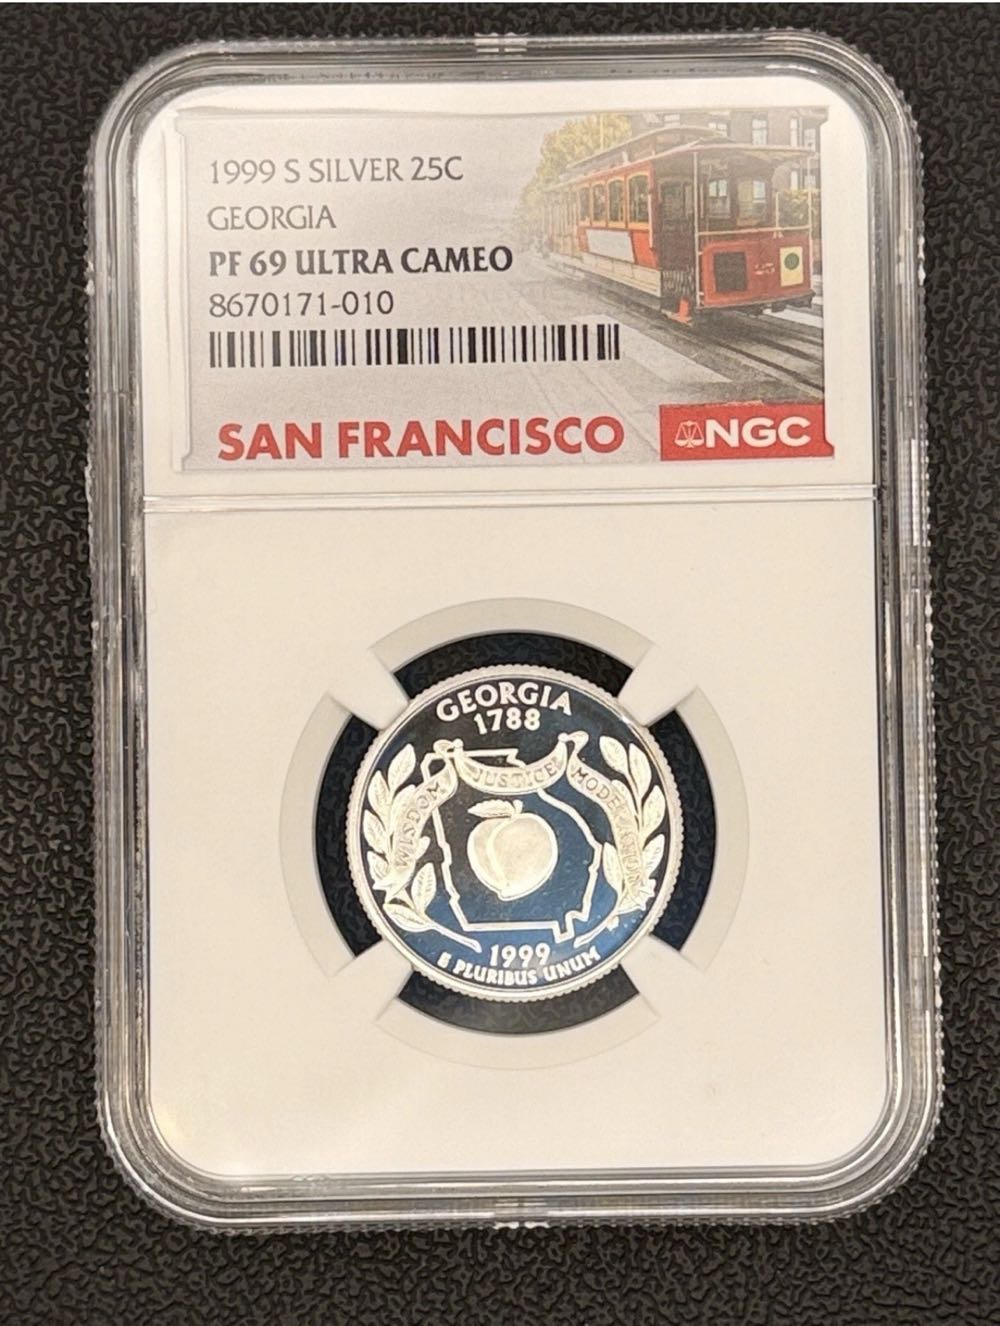 1999 S SILVER 25C
GEORGIA
PF 69 ULTRA CAMEO
8670171-010
SAN FRANCISCO
NGC
GEORGIA
1788
WISDOM
JUSTICE
MODERATION
1999
E PLURIBUS UNUM